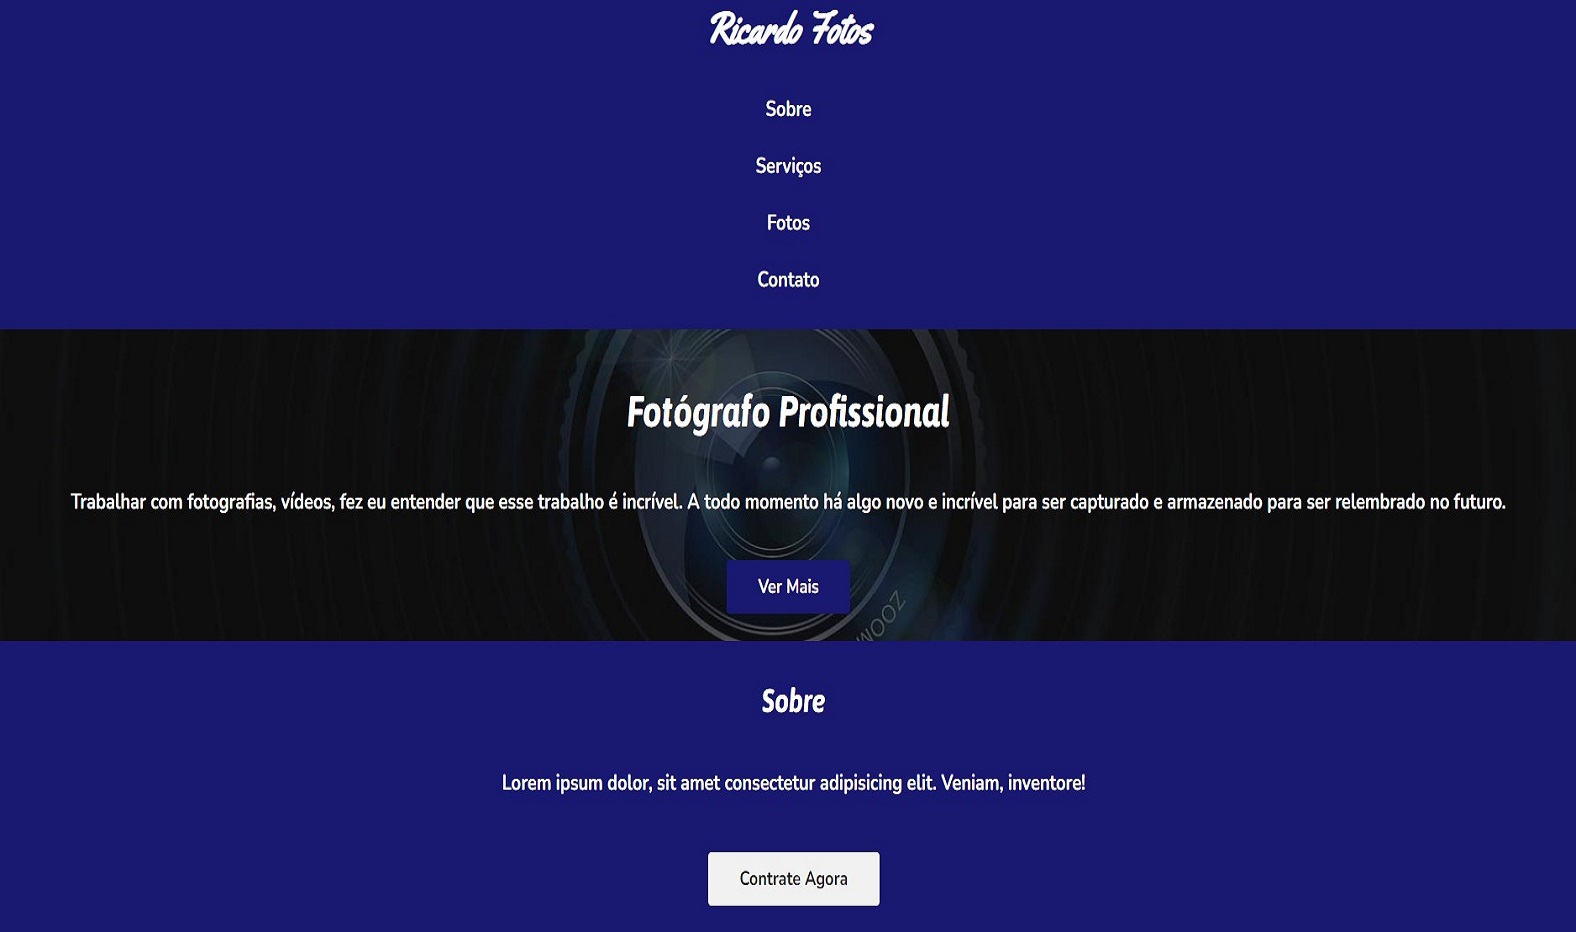 Ricardo Fotos
Sobre
Serviços
Fotos
Contato
Fotógrafo Profissional
Trabalhar com fotografias, vídeos, fez eu entender que esse trabalho é incrível. A todo momento há algo novo e incrível para ser capturado e armazenado para ser relembrado no futuro.
Ver Mais
ZOOM
Sobre
Lorem ipsum dolor, sit amet consectetur adipisicing elit. Veniam, inventore!
Contrate Agora